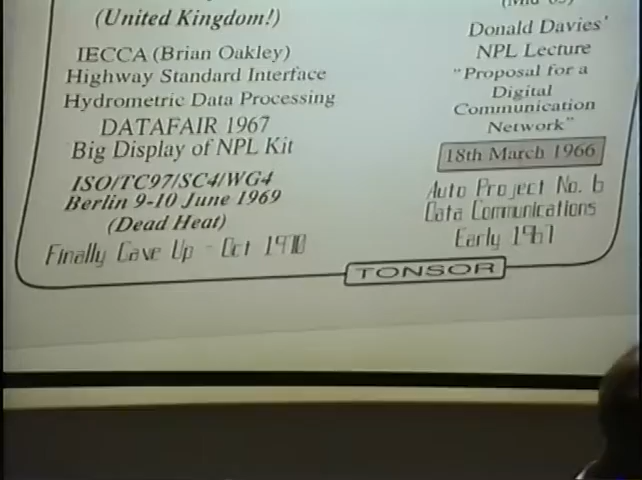 (United Kingdom!)
IECCA (Brian Oakley)
Highway Standard Interface
Hydrometric Data Processing
DATAFAIR 1967
Big Display of NPL Kit
ISO/TC97/SC4/WG4
Berlin 9-10 June 1969
(Dead Heat)
Finally Gave Up - Oct 1970
Donald Davies'
NPL Lecture
"Proposal for a
Digital
Communication
Network"
18th March 1966
Auto Project No. 6
Data Communications
Early 1967
TONSOR